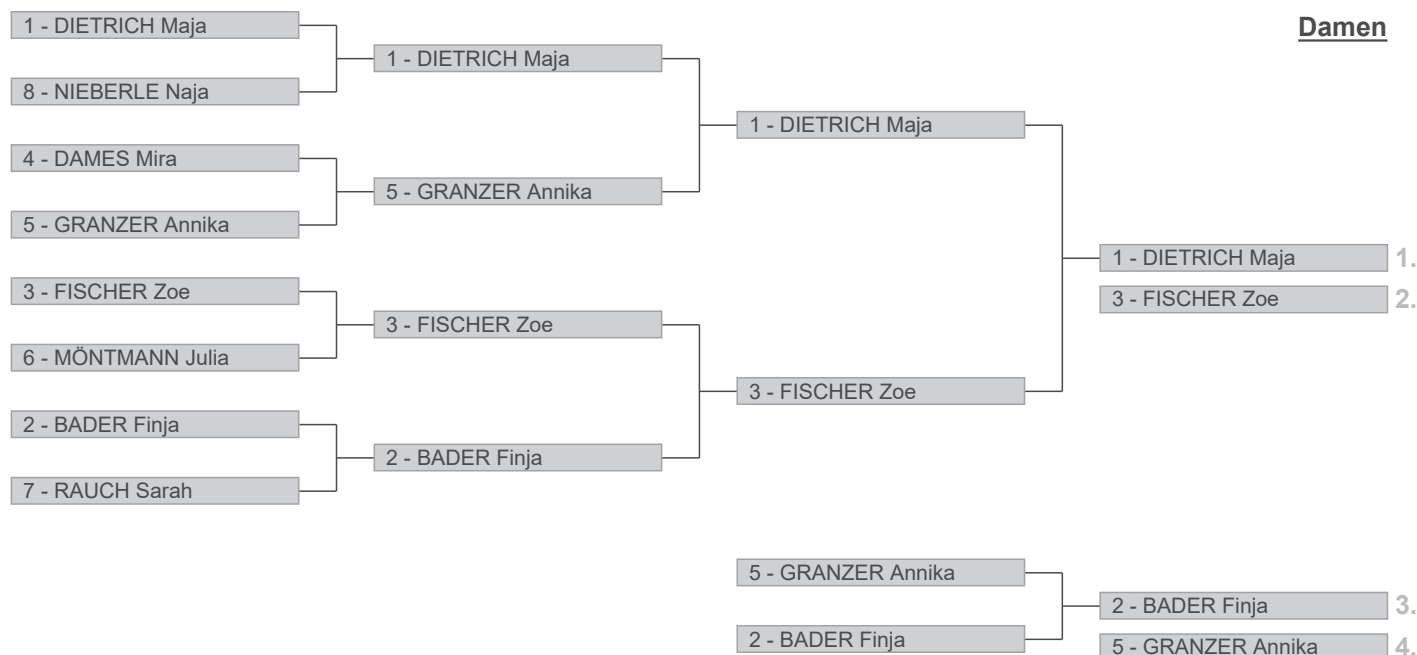 Damen
1 - DIETRICH Maja
8 - NIEBERLE Naja
4 - DAMES Mira
5 - GRANZER Annika
3 - FISCHER Zoe
6 - MÖNTMANN Julia
2 - BADER Finja
7 - RAUCH Sarah
1 - DIETRICH Maja
5 - GRANZER Annika
3 - FISCHER Zoe
2 - BADER Finja
1 - DIETRICH Maja
3 - FISCHER Zoe
1 - DIETRICH Maja 1.
3 - FISCHER Zoe 2.
5 - GRANZER Annika
2 - BADER Finja
2 - BADER Finja 3.
5 - GRANZER Annika 4.